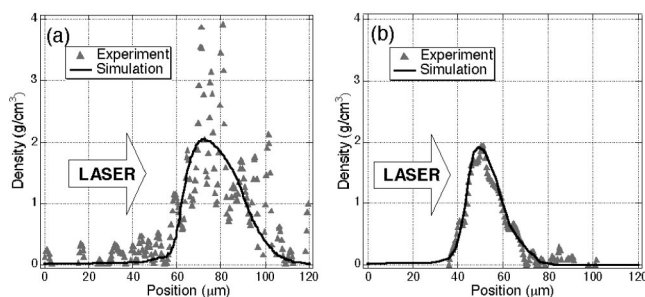 (a)
Experiment
Simulation
LASER
Density (g/cm³)
4
3
2
1
0
0 20 40 60 80 100 120
Position (μm)
(b)
Experiment
Simulation
LASER
Density (g/cm³)
4
3
2
1
0
0 20 40 60 80 100 120
Position (μm)